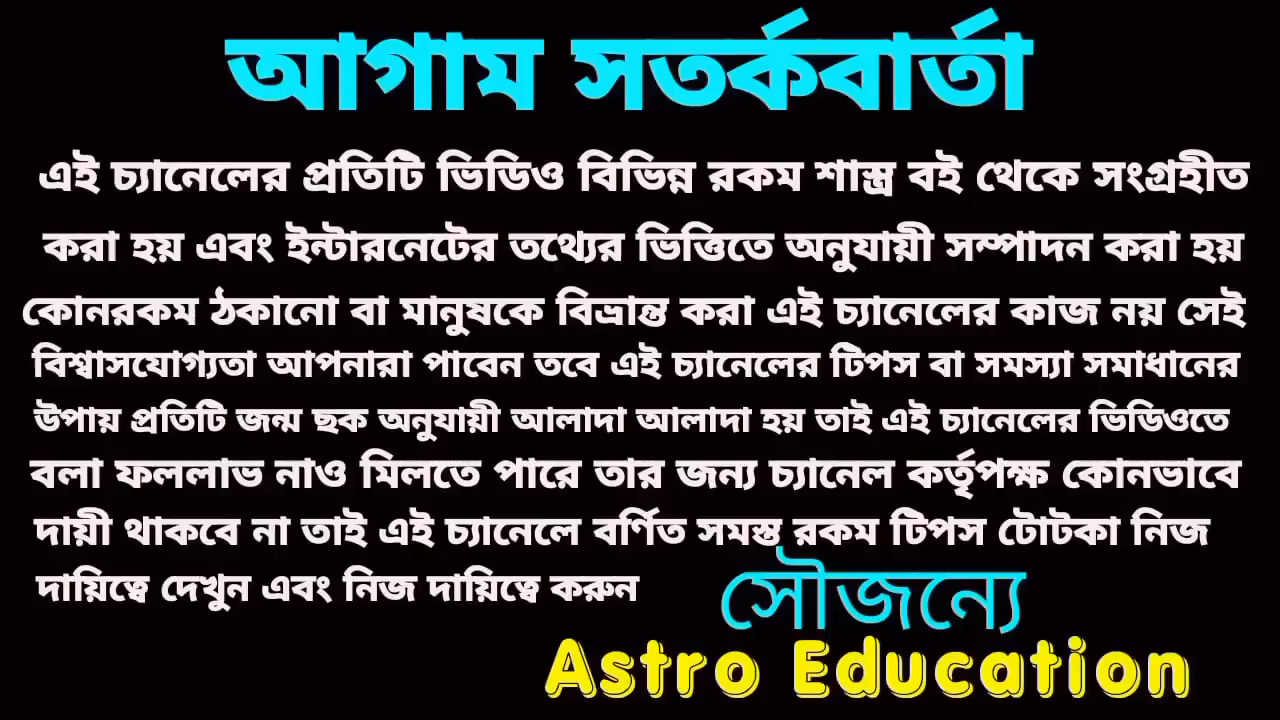 আগাম সতর্কবার্তা
এই চ্যানেলের প্রতিটি ভিডিও বিভিন্ন রকম শাস্ত্র বই থেকে সংগ্রহীত
করা হয় এবং ইন্টারনেটের তথ্যের ভিত্তিতে অনুযায়ী সম্পাদন করা হয়
কোনরকম ঠকানো বা মানুষকে বিভ্রান্ত করা এই চ্যানেলের কাজ নয় সেই
বিশ্বাসযোগ্যতা আপনারা পাবেন তবে এই চ্যানেলের টিপস বা সমস্যা সমাধানের
উপায় প্রতিটি জন্ম ছক অনুযায়ী আলাদা আলাদা হয় তাই এই চ্যানেলের ভিডিওতে
বলা ফললাভ নাও মিলতে পারে তার জন্য চ্যানেল কর্তৃপক্ষ কোনভাবে
দায়ী থাকবে না তাই এই চ্যানেলে বর্ণিত সমস্ত রকম টিপস টোটকা নিজ
দায়িত্বে দেখুন এবং নিজ দায়িত্বে করুন
সৌজন্যে
Astro Education